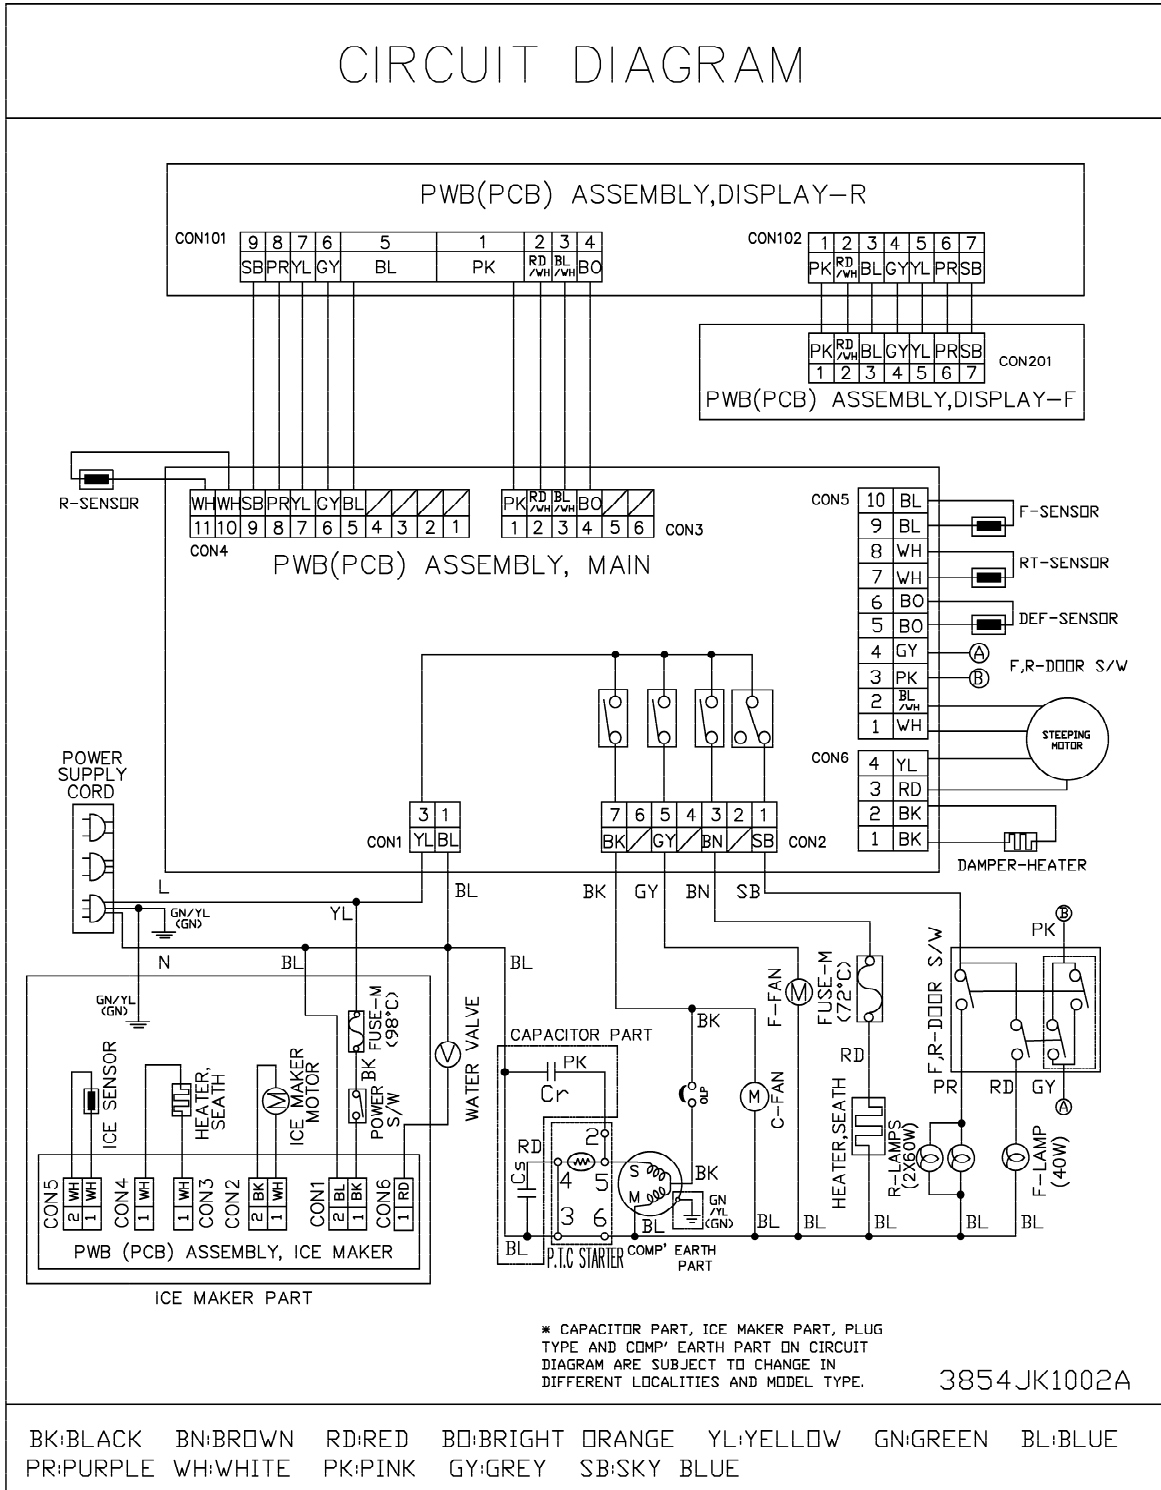 CIRCUIT DIAGRAM
PWB(PCB) ASSEMBLY,DISPLAY-R
CON101
9 8 7 6 5 1 2 3 4
SB PR YL GY BL PK RD/WH BL/WH BO
CON102
1 2 3 4 5 6 7
PK RD/WH BL GY YL PR SB
PK RD/WH BL GY YL PR SB
1 2 3 4 5 6 7
CON201
PWB(PCB) ASSEMBLY,DISPLAY-F
R-SENSOR
WH WH SB PR YL GY BL
11 10 9 8 7 6 5 4 3 2 1
CON4
PK RD/WH BL/WH BO
1 2 3 4 5 6
CON3
PWB(PCB) ASSEMBLY, MAIN
CON5
10 BL
9 BL
8 WH
7 WH
6 BO
5 BO
4 GY
3 PK
2 BL/WH
1 WH
F-SENSOR
RT-SENSOR
DEF-SENSOR
A
B
F,R-DOOR S/W
STEEPING
MOTOR
CON6
4 YL
3 RD
2 BK
1 BK
DAMPER-HEATER
POWER
SUPPLY
CORD
3 1
CON1 YL BL
7 6 5 4 3 2 1
BK GY BN SB
CON2
L
GN/YL
(GN)
YL
BL
BK GY BN SB
N
BL
BL
GN/YL
(GN)
FUSE-M
(98°C)
BK
POWER
S/W
V
WATER VALVE
ICE SENSOR
HEATER,
SEATH
M
ICE MAKER
MOTOR
CON5
2 WH
1 WH
CON4
1 WH
1 WH
CON3
CON2
2 BK
1 WH
CON1
2 BL
1 BK
CON6
1 RD
PWB (PCB) ASSEMBLY, ICE MAKER
ICE MAKER PART
CAPACITOR PART
PK
Cr
RD
Cs
2
4 5
3 6
BL
P.T.C STARTER
S
M
BK
OLP
BK
GN
/YL
(GN)
BL
COMP' EARTH
PART
M
C-FAN
BL
F-FAN
M
BL
FUSE-M
(72°C)
RD
HEATER,SEATH
BL
F,R-DOOR S/W
B
PK
PR RD GY
A
R-LAMPS
(2X60W)
BL
F-LAMP
(40W)
* CAPACITOR PART, ICE MAKER PART, PLUG
TYPE AND COMP' EARTH PART ON CIRCUIT
DIAGRAM ARE SUBJECT TO CHANGE IN
DIFFERENT LOCALITIES AND MODEL TYPE.
3854JK1002A
BK:BLACK BN:BROWN RD:RED BO:BRIGHT ORANGE YL:YELLOW GN:GREEN BL:BLUE
PR:PURPLE WH:WHITE PK:PINK GY:GREY SB:SKY BLUE